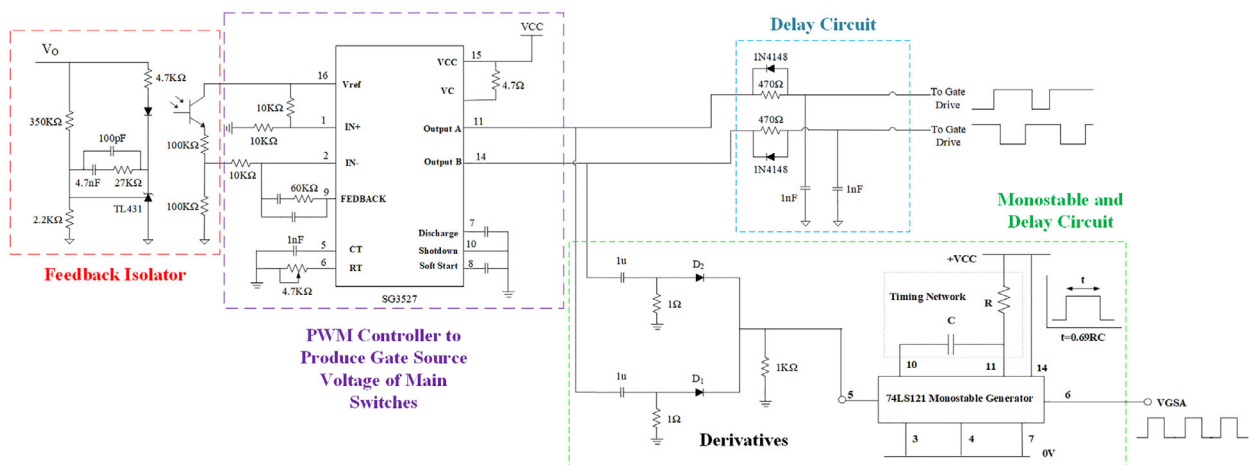 Feedback Isolator
V_O
4.7KΩ
350KΩ
100pF
4.7nF
27KΩ
TL431
2.2KΩ
100KΩ
100KΩ
PWM Controller to
Produce Gate Source
Voltage of Main
Switches
VCC
15
VCC
4.7Ω
VC
16
Vref
10KΩ
1
IN+
10KΩ
11
Output A
2
IN-
14
Output B
10KΩ
60KΩ
9
FEDBACK
7
Discharge
1nF
5
CT
10
Shotdown
6
RT
8
Soft Start
4.7KΩ
SG3527
Delay Circuit
1N4148
470Ω
To Gate
Drive
470Ω
To Gate
Drive
1N4148
1nF
1nF
Monostable and
Delay Circuit
1u
D2
1Ω
1u
D1
1Ω
1KΩ
Derivatives
+VCC
Timing Network
R
C
t
t=0.69RC
10
11
14
5
74LS121 Monostable Generator
6
VGSA
3
4
7
0V